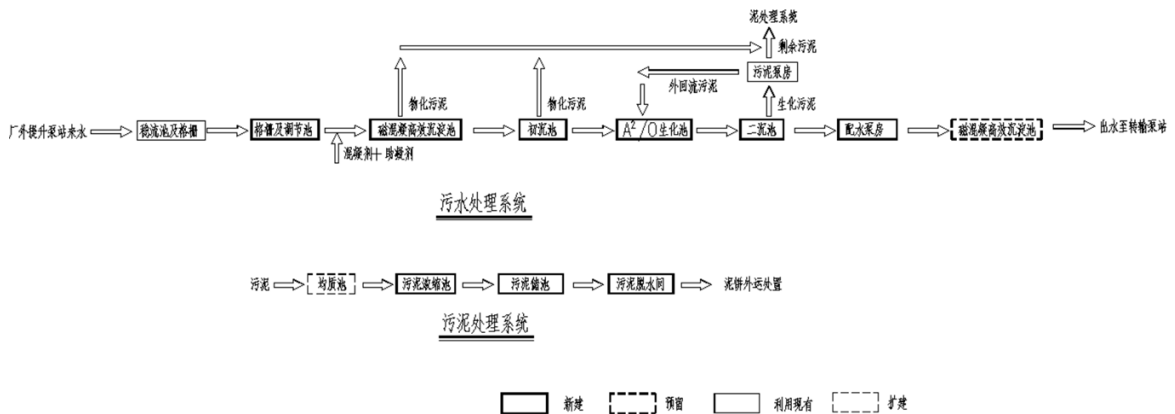 泥处理系统
剩余污泥
污泥泵房
外回流污泥
物化污泥
物化污泥
生化污泥
厂外提升泵站来水
稳流池及格栅
格栅及调节池
磁混凝高效沉淀池
初沉池
A²/O生化池
二沉池
配水泵房
磁混凝高效沉淀池
出水至转输泵站
混凝剂+助凝剂
污水处理系统
污泥
均质池
污泥浓缩池
污泥储池
污泥脱水间
泥饼外运处置
污泥处理系统
新建
预留
利用现有
扩建